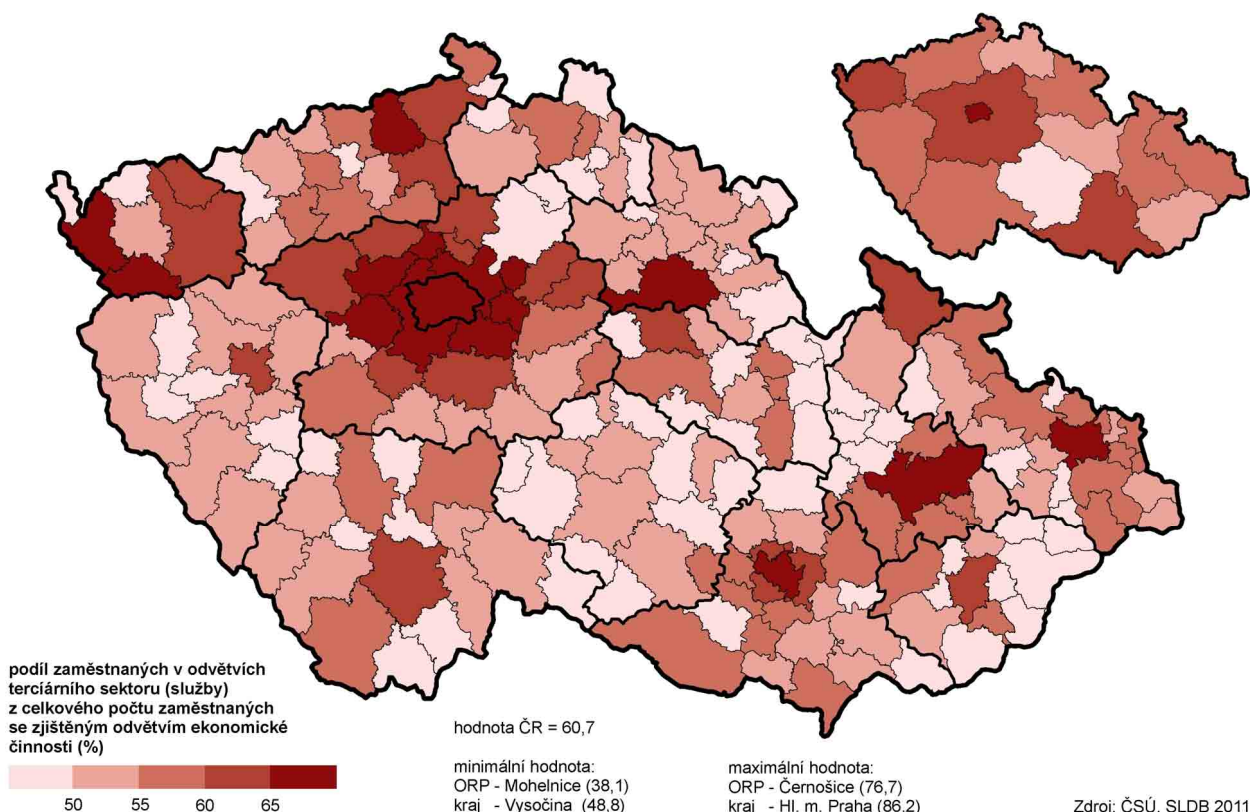 podíl zaměstnaných v odvětvích
terciárního sektoru (služby)
z celkového počtu zaměstnaných
se zjištěným odvětvím ekonomické
činnosti (%)
50 55 60 65
hodnota ČR = 60,7
minimální hodnota:
ORP - Mohelnice (38,1)
kraj - Vysočina (48,8)
maximální hodnota:
ORP - Černošice (76,7)
kraj - Hl. m. Praha (86,2)
Zdroj: ČSÚ, SLDB 2011